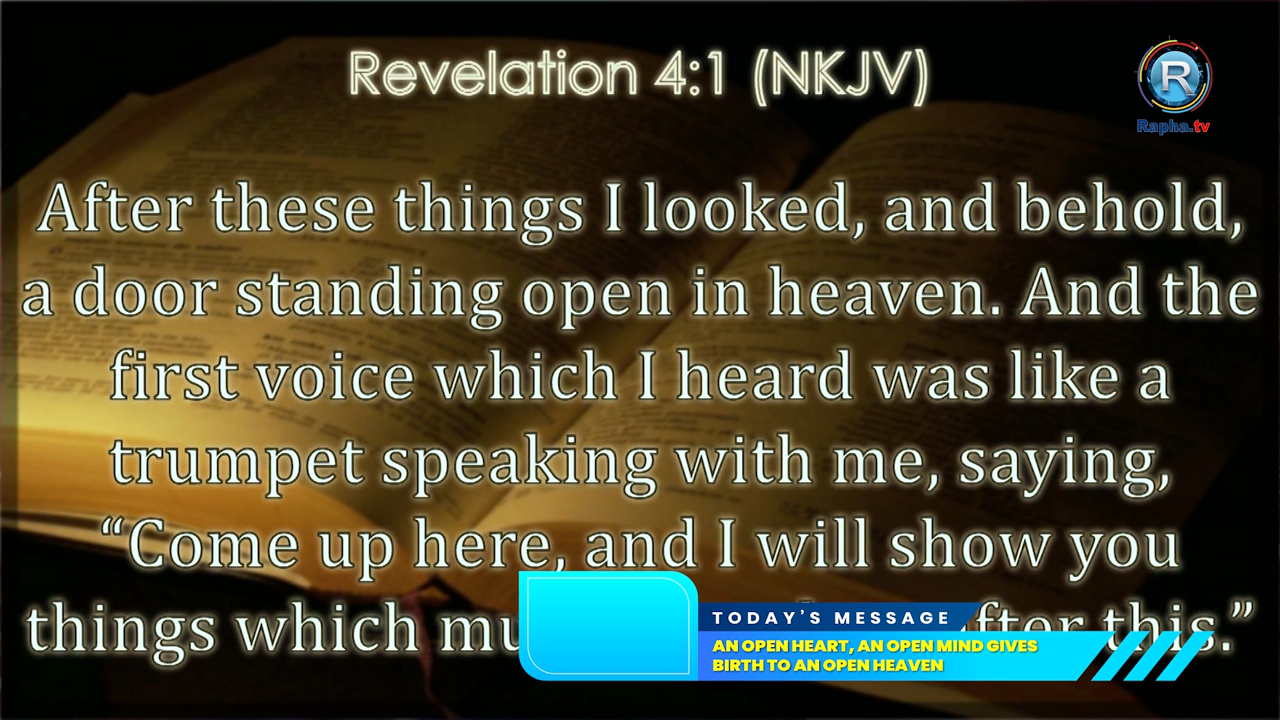 Revelation 4:1 (NKJV)
R
Rapha.tv
After these things I looked, and behold,
a door standing open in heaven. And the
first voice which I heard was like a
trumpet speaking with me, saying,
“Come up here, and I will show you
things which this.”
TODAY’S MESSAGE
AN OPEN HEART, AN OPEN MIND GIVES
BIRTH TO AN OPEN HEAVEN